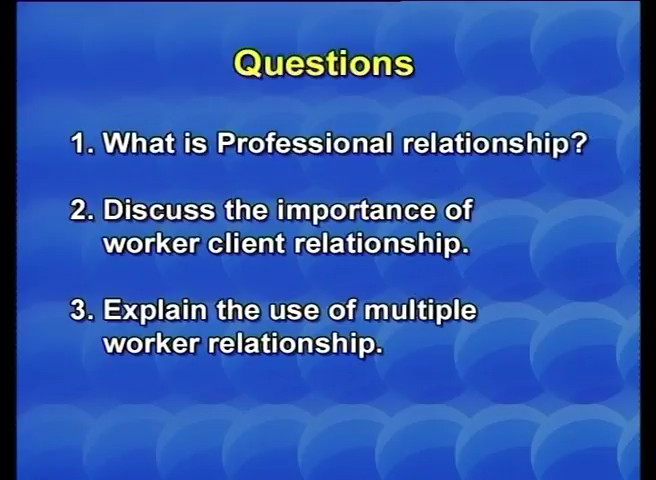 Questions
1. What is Professional relationship?
2. Discuss the importance of
worker client relationship.
3. Explain the use of multiple
worker relationship.